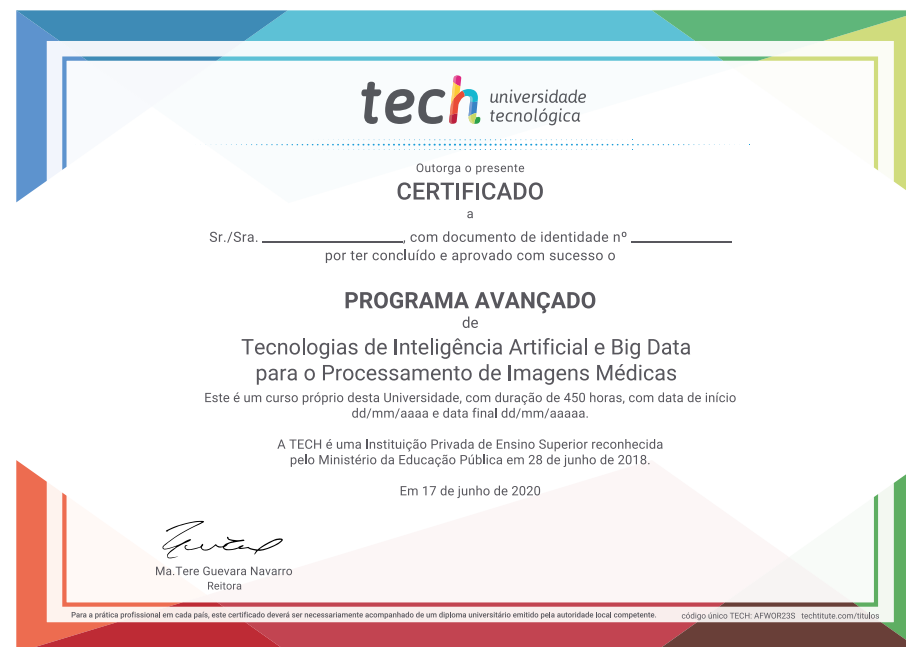 tech universidade
tecnológica
Outorga o presente
CERTIFICADO
a
Sr./Sra. ____________________, com documento de identidade nº ______________
por ter concluído e aprovado com sucesso o
PROGRAMA AVANÇADO
de
Tecnologias de Inteligência Artificial e Big Data
para o Processamento de Imagens Médicas
Este é um curso próprio desta Universidade, com duração de 450 horas, com data de início
dd/mm/aaaa e data final dd/mm/aaaaa.
A TECH é uma Instituição Privada de Ensino Superior reconhecida
pelo Ministério da Educação Pública em 28 de junho de 2018.
Em 17 de junho de 2020
Ma.Tere Guevara Navarro
Reitora
Para a prática profissional em cada país, este certificado deverá ser necessariamente acompanhado de um diploma universitário emitido pela autoridade local competente. código único TECH: AFWOR23S techtitute.com/titulos